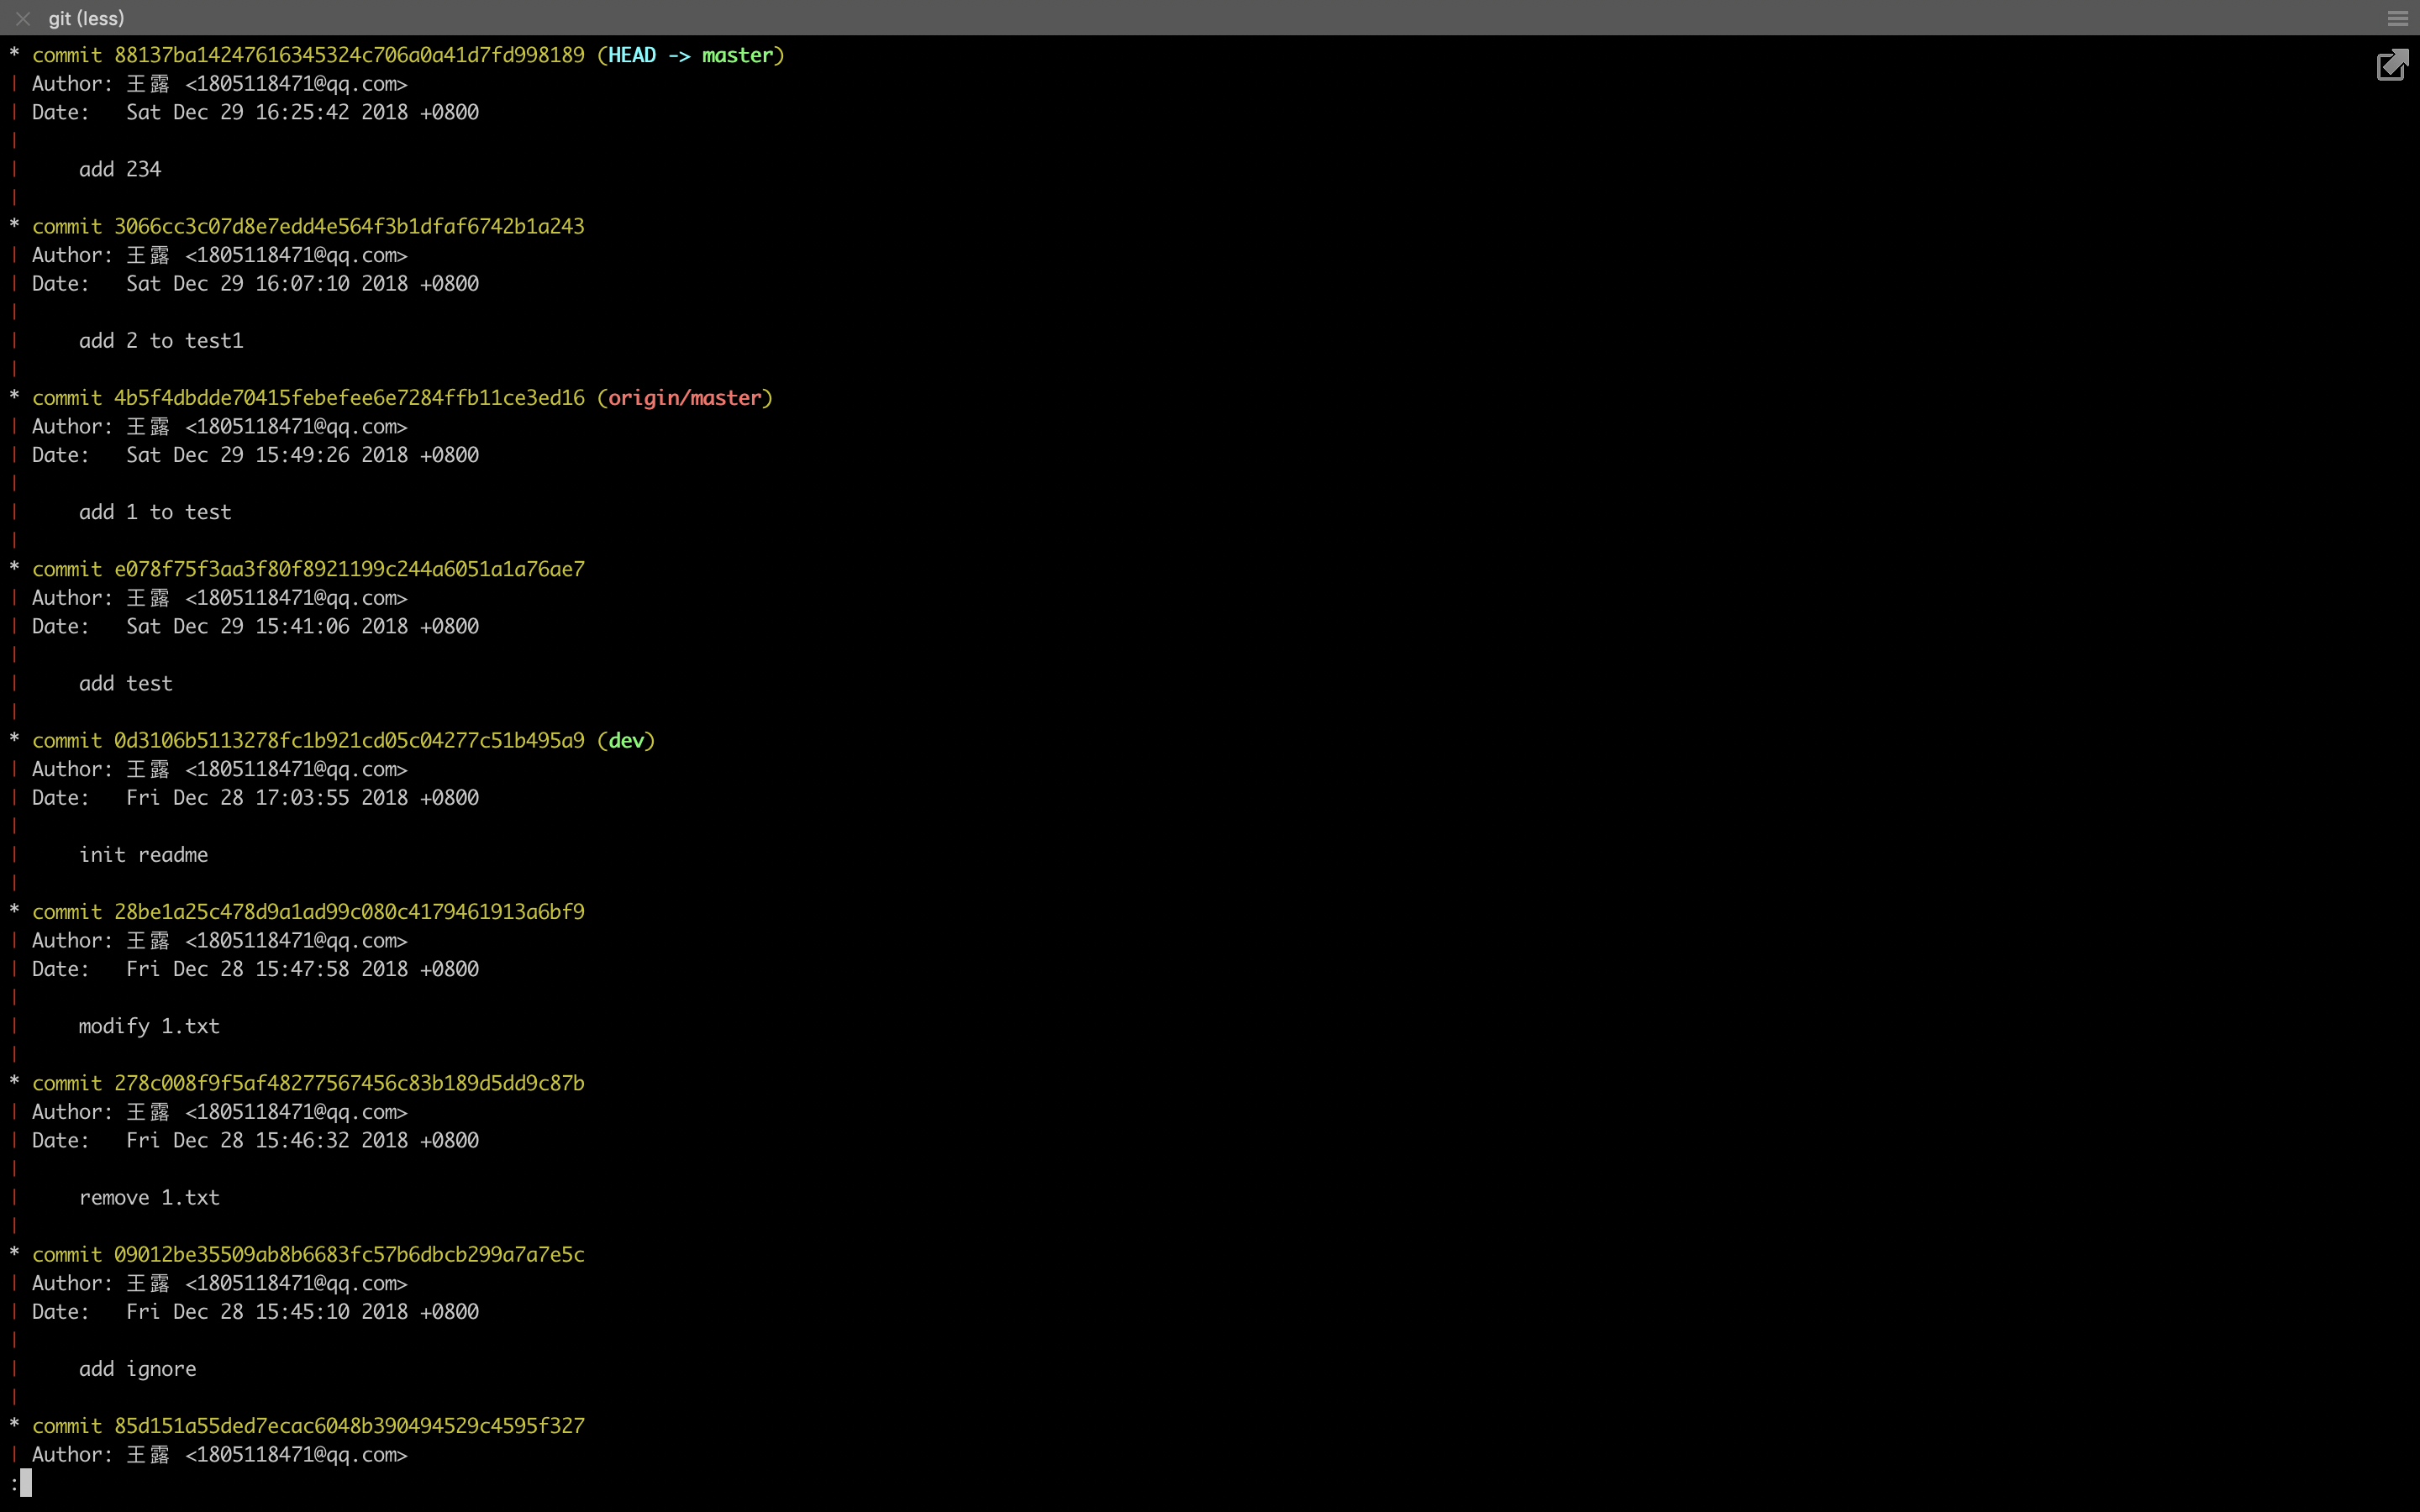 git (less)
* commit 88137ba14247616345324c706a0a41d7fd998189 (HEAD -> master)
| Author: 王露 <1805118471@qq.com>
| Date:   Sat Dec 29 16:25:42 2018 +0800
|
|     add 234
|
* commit 3066cc3c07d8e7edd4e564f3b1dfaf6742b1a243
| Author: 王露 <1805118471@qq.com>
| Date:   Sat Dec 29 16:07:10 2018 +0800
|
|     add 2 to test1
|
* commit 4b5f4dbdde70415febefee6e7284ffb11ce3ed16 (origin/master)
| Author: 王露 <1805118471@qq.com>
| Date:   Sat Dec 29 15:49:26 2018 +0800
|
|     add 1 to test
|
* commit e078f75f3aa3f80f8921199c244a6051a1a76ae7
| Author: 王露 <1805118471@qq.com>
| Date:   Sat Dec 29 15:41:06 2018 +0800
|
|     add test
|
* commit 0d3106b5113278fc1b921cd05c04277c51b495a9 (dev)
| Author: 王露 <1805118471@qq.com>
| Date:   Fri Dec 28 17:03:55 2018 +0800
|
|     init readme
|
* commit 28be1a25c478d9a1ad99c080c4179461913a6bf9
| Author: 王露 <1805118471@qq.com>
| Date:   Fri Dec 28 15:47:58 2018 +0800
|
|     modify 1.txt
|
* commit 278c008f9f5af48277567456c83b189d5dd9c87b
| Author: 王露 <1805118471@qq.com>
| Date:   Fri Dec 28 15:46:32 2018 +0800
|
|     remove 1.txt
|
* commit 09012be35509ab8b6683fc57b6dbcb299a7a7e5c
| Author: 王露 <1805118471@qq.com>
| Date:   Fri Dec 28 15:45:10 2018 +0800
|
|     add ignore
|
* commit 85d151a55ded7ecac6048b390494529c4595f327
| Author: 王露 <1805118471@qq.com>
: